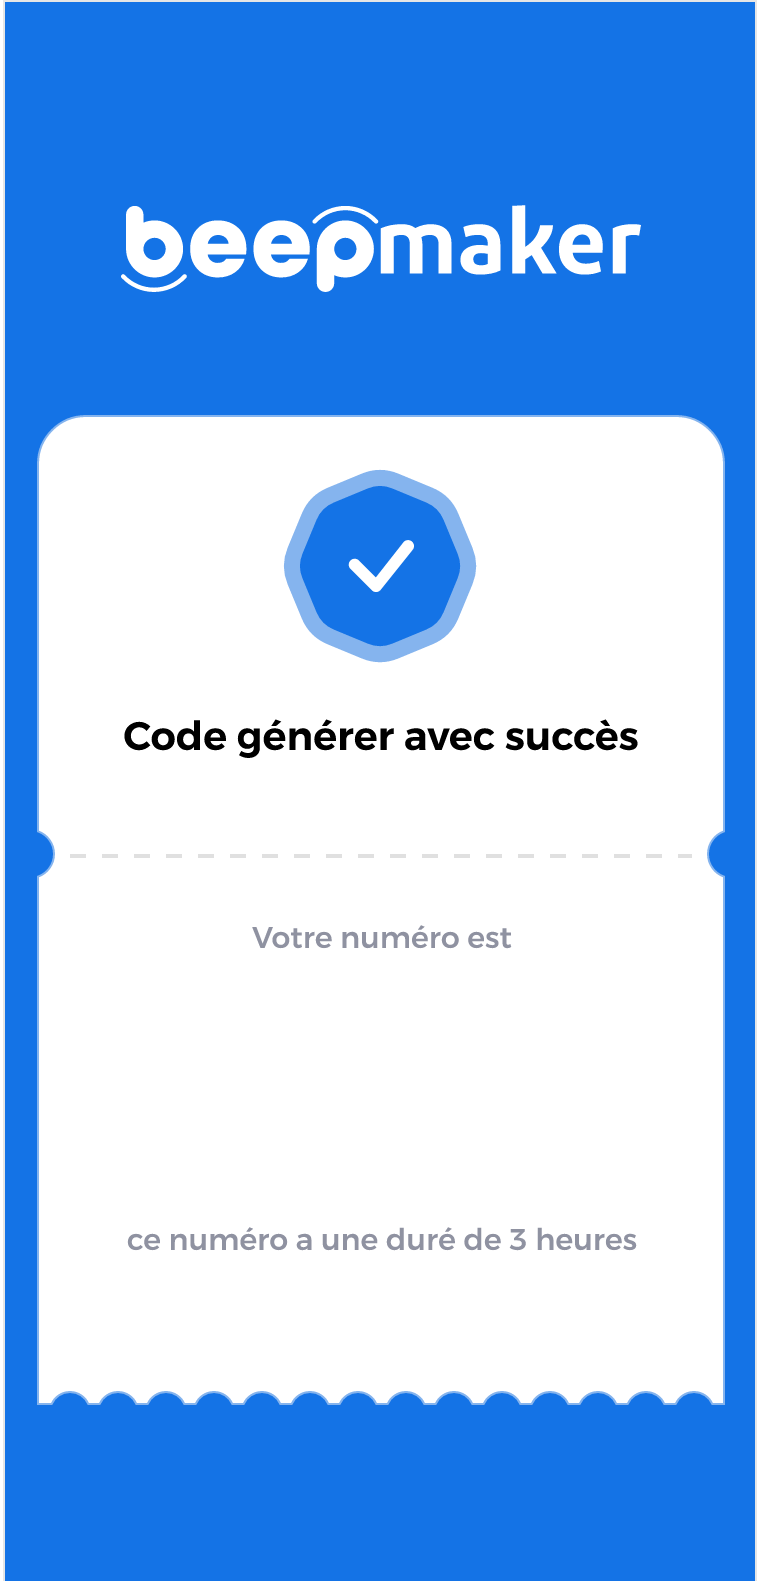 beepmaker
Code générer avec succès
Votre numéro est
ce numéro a une duré de 3 heures